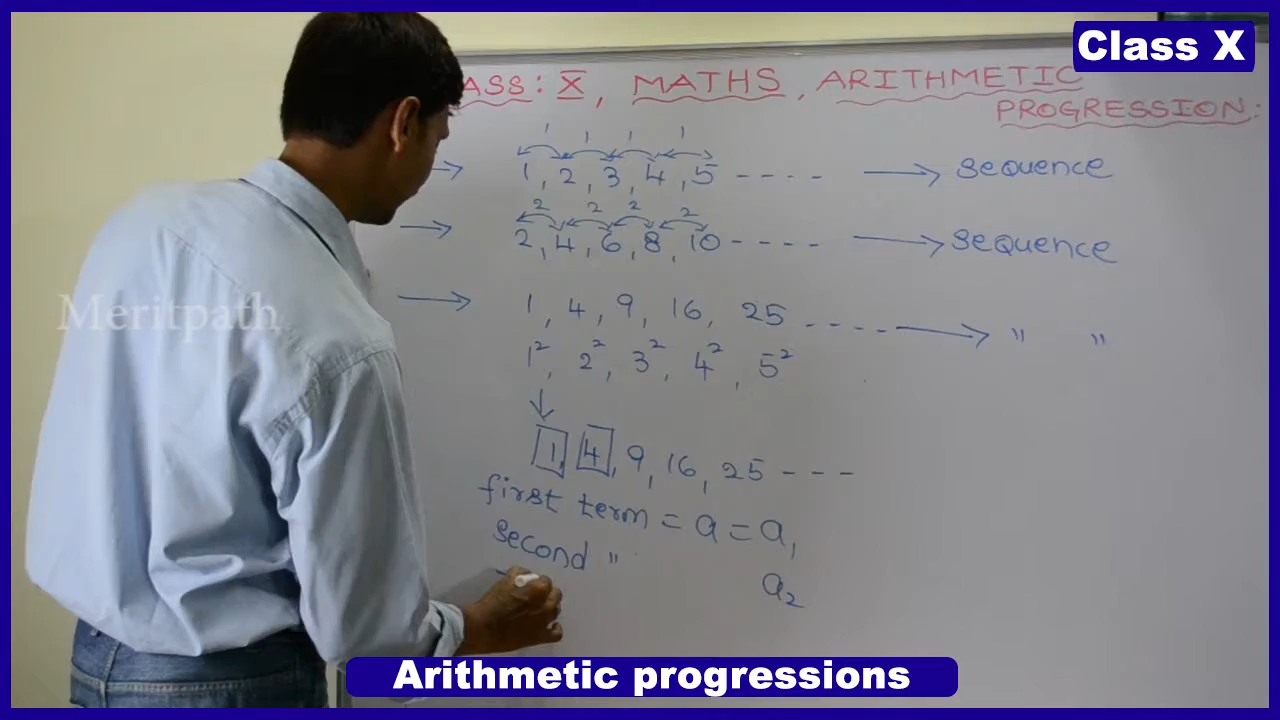 Class X
ASS: X, MATHS, ARITHMETIC
PROGRESSION:
1 1 1 1
→ 1, 2, 3, 4, 5 - - - - → Sequence
2 2 2 2
→ 2, 4, 6, 8, 10 - - - - → Sequence
→ 1, 4, 9, 16, 25 - - - - → " "
1², 2², 3², 4², 5²
↓
1, 4, 9, 16, 25 - - -
first term = a = a₁
Second " a₂
Meritpath
Arithmetic progressions